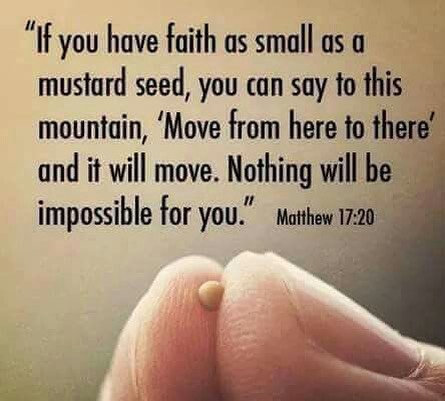 “If you have faith as small as a
mustard seed, you can say to this
mountain, ‘Move from here to there’
and it will move. Nothing will be
impossible for you.” Matthew 17:20